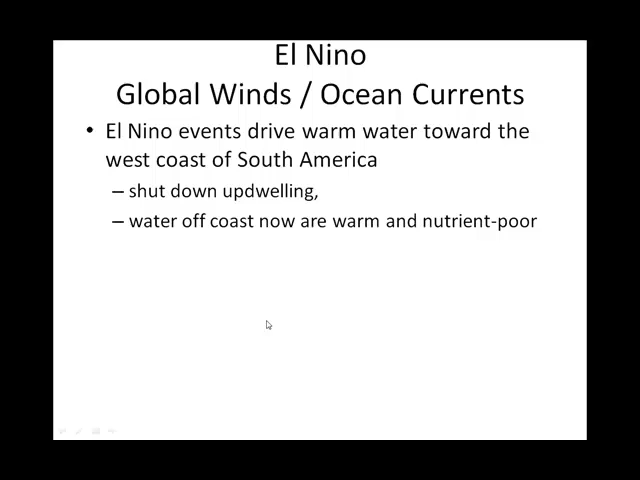 El Nino
Global Winds / Ocean Currents
• El Nino events drive warm water toward the
west coast of South America
– shut down updwelling,
– water off coast now are warm and nutrient-poor